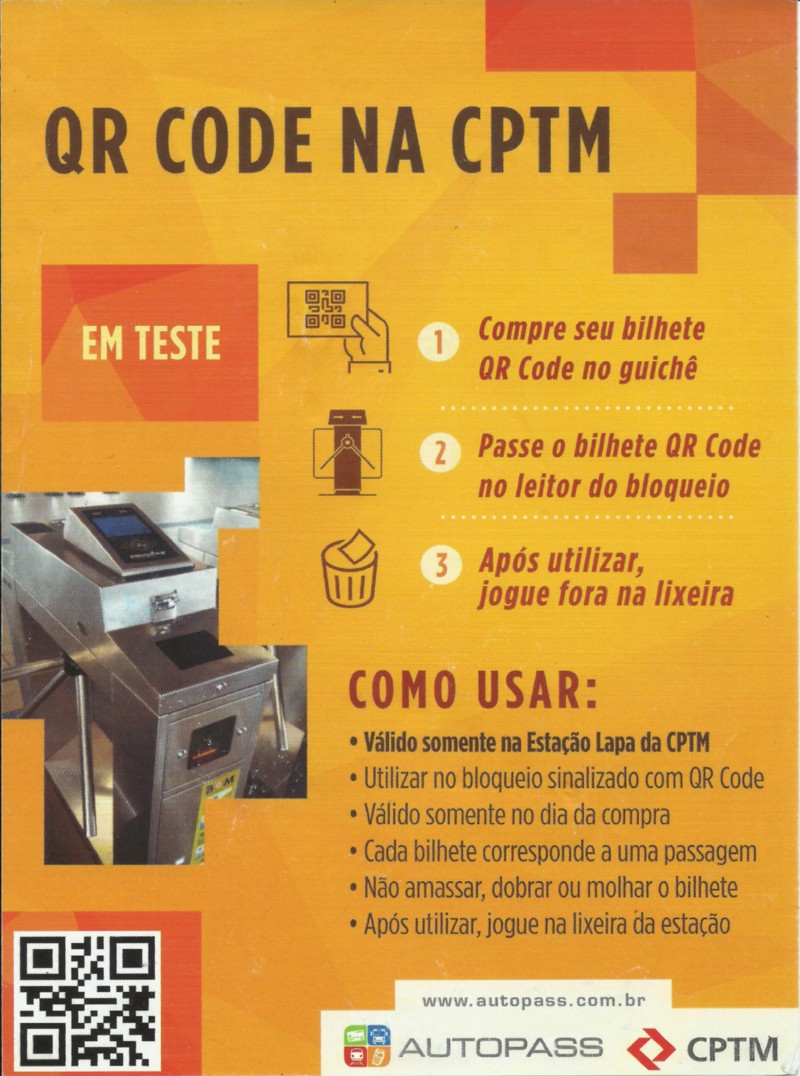 QR CODE NA CPTM
EM TESTE
1
Compre seu bilhete
QR Code no guichê
2
Passe o bilhete QR Code
no leitor do bloqueio
3
Após utilizar,
jogue fora na lixeira
COMO USAR:
• Válido somente na Estação Lapa da CPTM
• Utilizar no bloqueio sinalizado com QR Code
• Válido somente no dia da compra
• Cada bilhete corresponde a uma passagem
• Não amassar, dobrar ou molhar o bilhete
• Após utilizar, jogue na lixeira da estação
www.autopass.com.br
AUTOPASS
CPTM